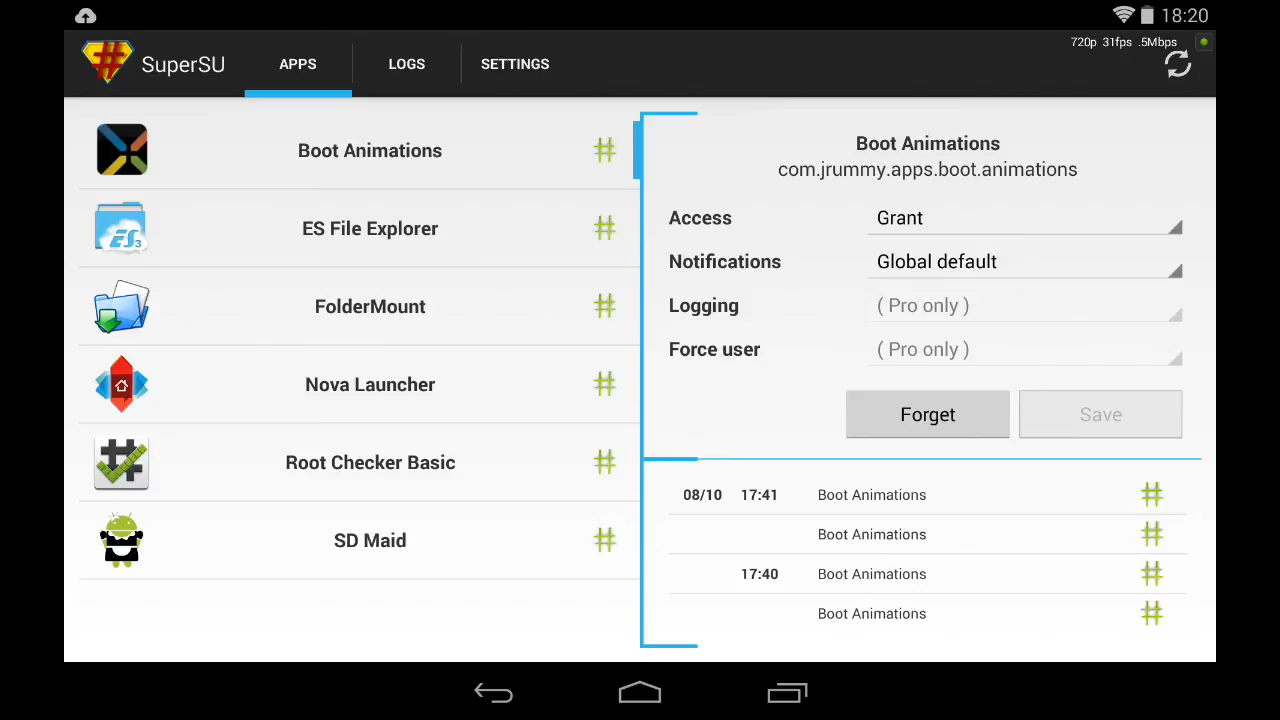 18:20
720p 31fps .5Mbps
SuperSU
APPS
LOGS
SETTINGS
Boot Animations
ES File Explorer
FolderMount
Nova Launcher
Root Checker Basic
SD Maid
Boot Animations
com.jrummy.apps.boot.animations
Access Grant
Notifications Global default
Logging ( Pro only )
Force user ( Pro only )
Forget Save
08/10 17:41 Boot Animations
Boot Animations
17:40 Boot Animations
Boot Animations